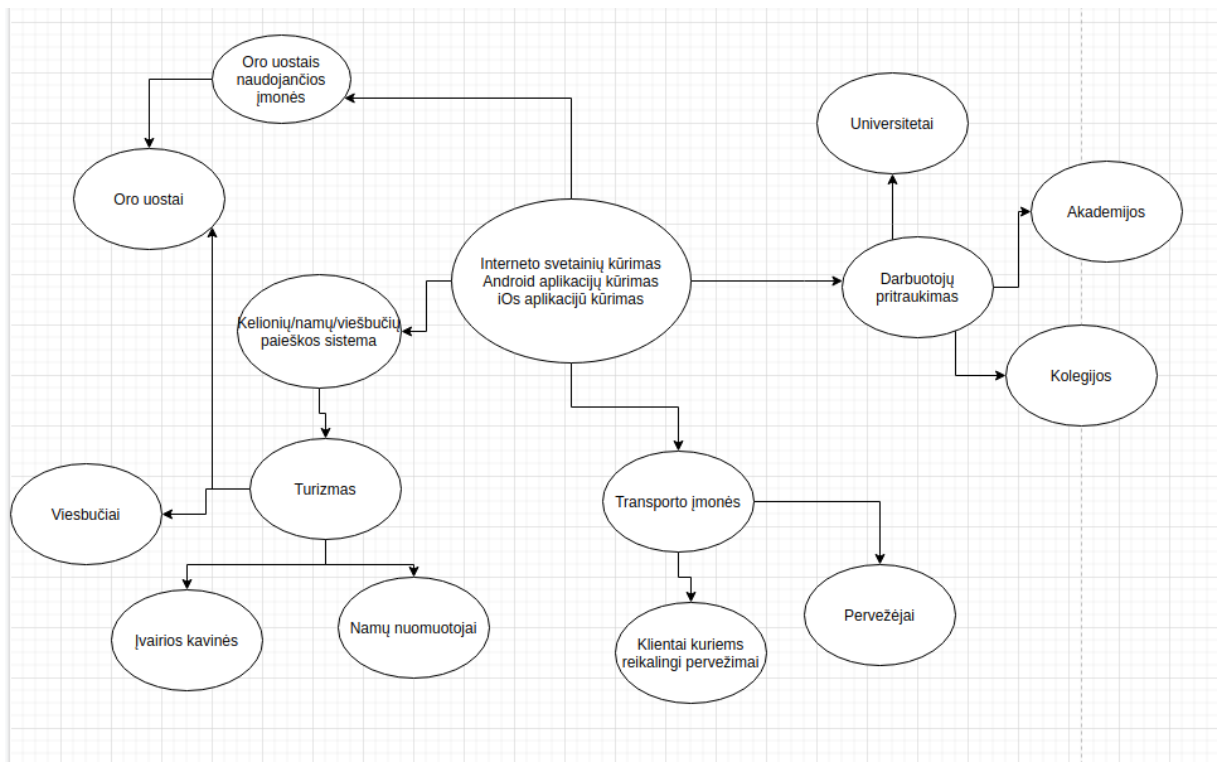 Oro uostais
naudojančios
įmonės
Universitetai
Oro uostai
Akademijos
Interneto svetainių kūrimas
Android aplikacijų kūrimas
iOs aplikacijū kūrimas
Darbuotojų
pritraukimas
Kelionių/namų/viešbučių
paieškos sistema
Kolegijos
Turizmas
Viesbučiai
Transporto įmonės
Įvairios kavinės
Namų nuomuotojai
Klientai kuriems
reikalingi pervežimai
Pervežėjai